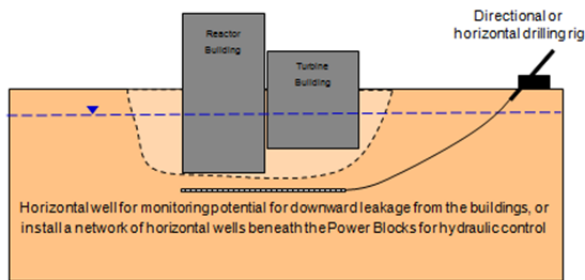 Directional or
horizontal drilling rig
Reactor
Building
Turbine
Building
Horizontal well for monitoring potential for downward leakage from the buildings, or
install a network of horizontal wells beneath the Power Blocks for hydraulic control